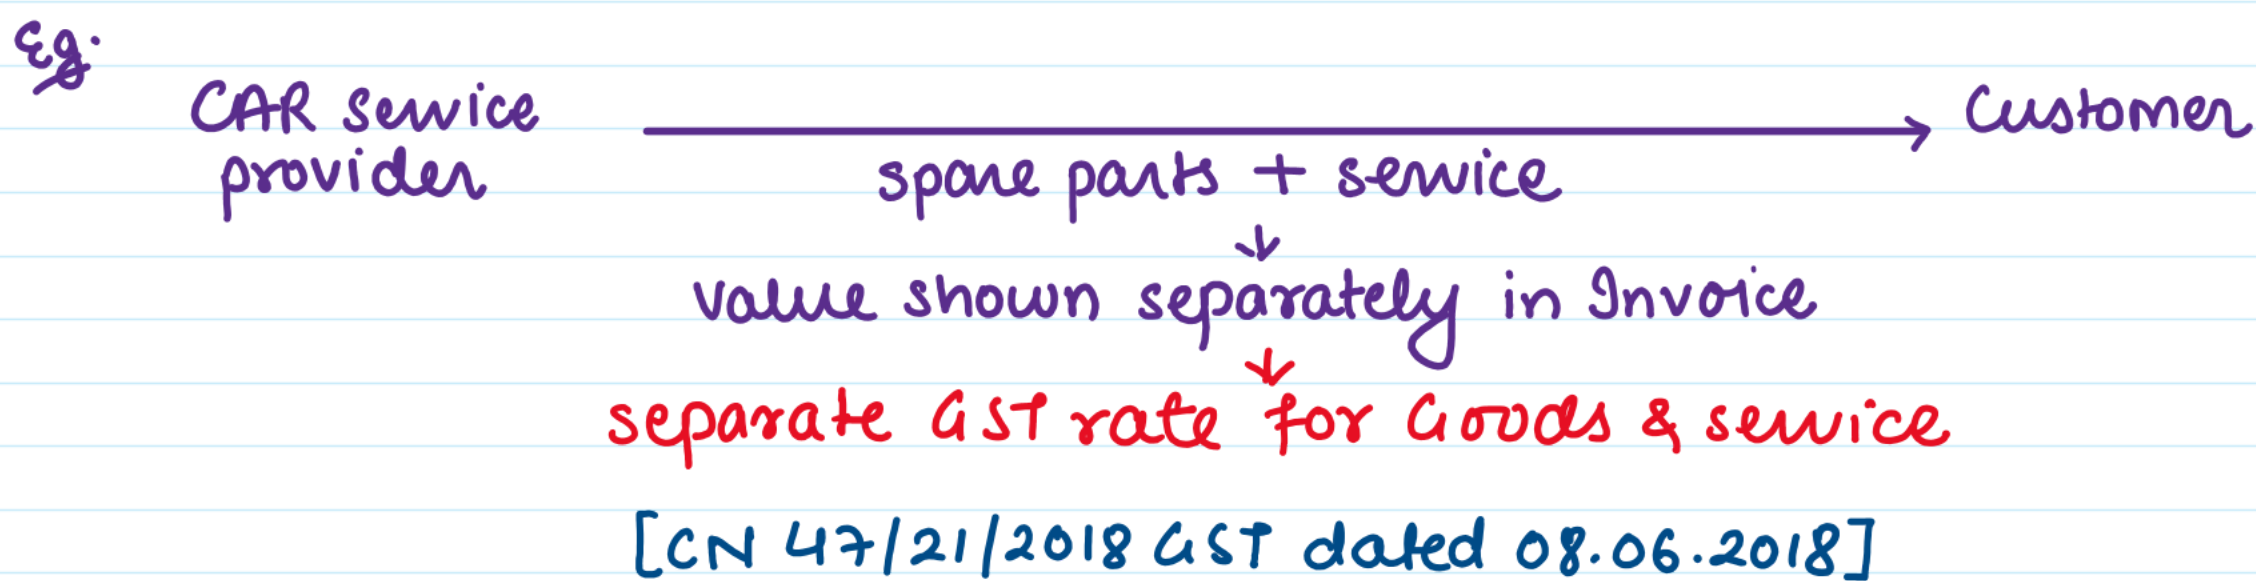 Eg.
CAR service
provider
Customer
spare parts + service
value shown separately in Invoice
separate GST rate for Goods & service
[CN 47/21/2018 GST dated 08.06.2018]